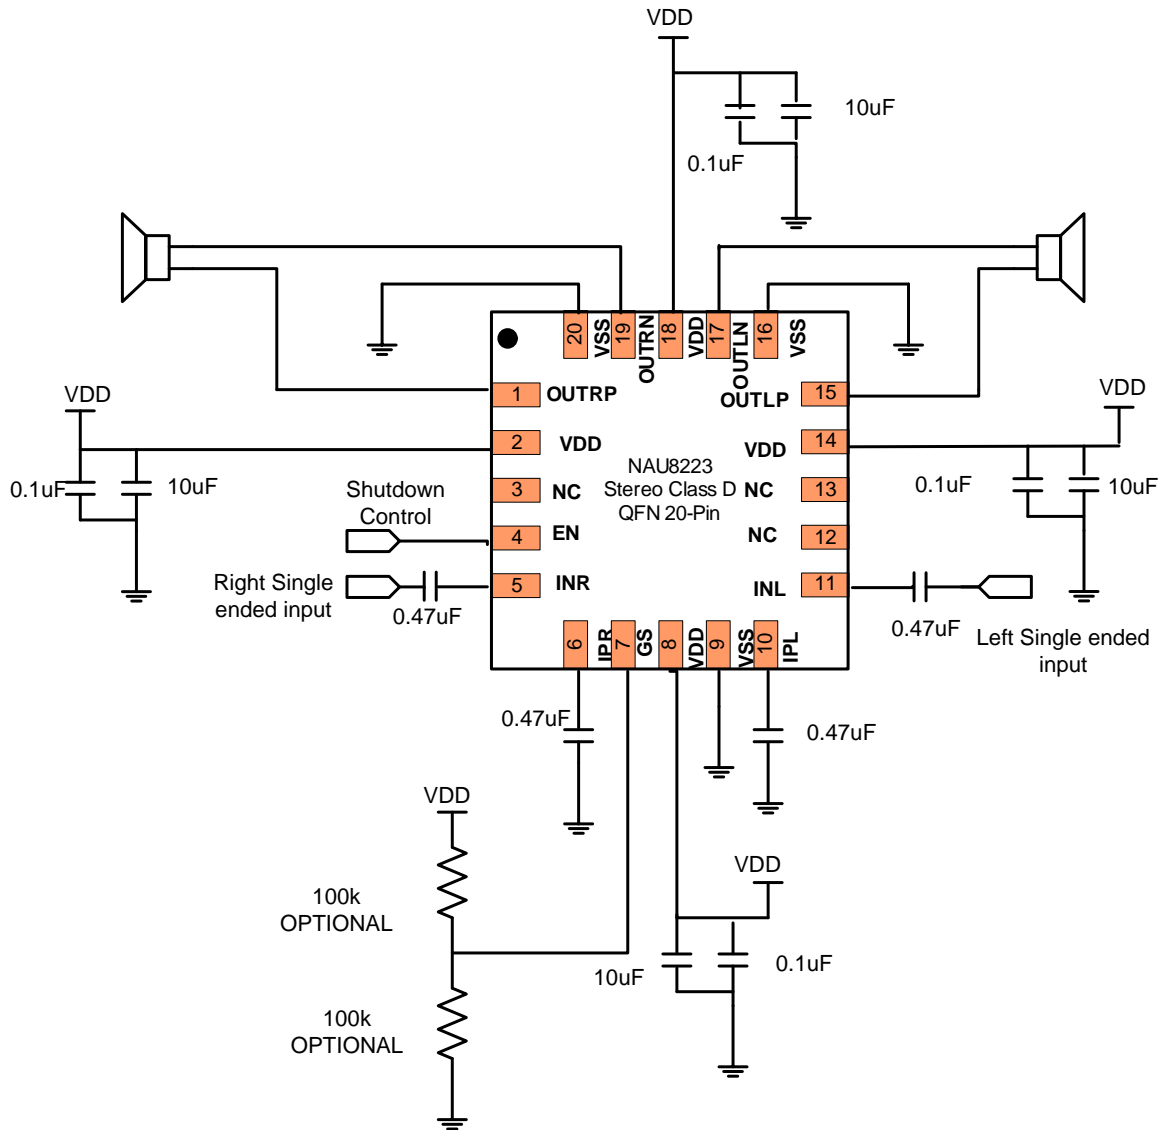 VDD
10uF
0.1uF
20
VSS
19
OUTRN
18
VDD
17
OUTLN
16
VSS
1
OUTRP
15
OUTLP
VDD
VDD
2
VDD
14
VDD
0.1uF
10uF
0.1uF
10uF
NAU8223
Stereo Class D
QFN 20-Pin
3
NC
13
NC
Shutdown
Control
4
EN
12
NC
Right Single
ended input
0.47uF
5
INR
11
INL
0.47uF
Left Single ended
input
6
IPR
7
GS
8
VDD
9
VSS
10
IPL
0.47uF
0.47uF
VDD
100k
OPTIONAL
VDD
10uF
0.1uF
100k
OPTIONAL